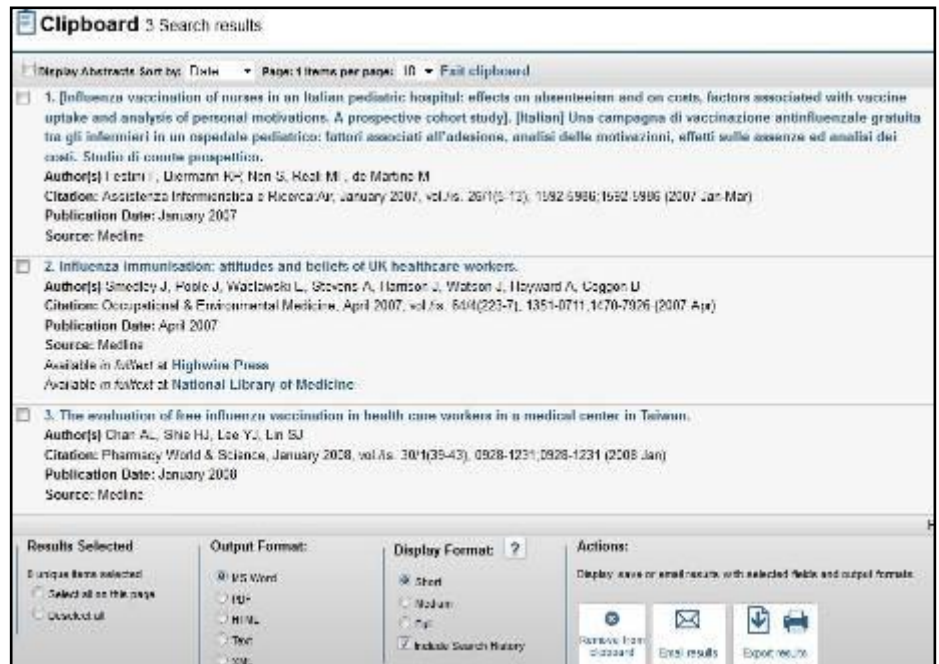 Clipboard 3 Search results
Display Abstracts Sort by: Date Page: 1 Items per page: 10 Exit clipboard
1. [Influenza vaccination of nurses in an Italian pediatric hospital: effects on absenteeism and on costs, factors associated with vaccine
uptake and analysis of personal motivations. A prospective cohort study]. [Italian] Una campagna di vaccinazione antinfluenzale gratuita
tra gli infermieri in un ospedale pediatrico: fattori associati all'adesione, analisi delle motivazioni, effetti sulle assenze ed analisi dei
costi. Studio di coorte prospettico.
Author(s) Festini F, Biermann KP, Neri S, Reali MF, de Martino M
Citation: Assistenza Infermieristica e Ricerca:Air, January 2007, vol./is. 26/1(5-12), 1592-5986;1592-5986 (2007 Jan-Mar)
Publication Date: January 2007
Source: Medline
2. Influenza immunisation: attitudes and beliefs of UK healthcare workers.
Author(s) Smedley J, Poole J, Waclawski E, Stevens A, Harrison J, Watson J, Hayward A, Coggon D
Citation: Occupational & Environmental Medicine, April 2007, vol./is. 64/4(223-7), 1351-0711;1470-7926 (2007 Apr)
Publication Date: April 2007
Source: Medline
Available in fulltext at Highwire Press
Available in fulltext at National Library of Medicine
3. The evaluation of free influenza vaccination in health care workers in a medical center in Taiwan.
Author(s) Chan AL, Shie HJ, Lee YJ, Lin SJ
Citation: Pharmacy World & Science, January 2008, vol./is. 30/1(39-43), 0928-1231;0928-1231 (2008 Jan)
Publication Date: January 2008
Source: Medline
Results Selected Output Format: Display Format: ? Actions:
0 unique items selected MS Word Short Display, save or email results with selected fields and output formats
Select all on this page PDF Medium
Deselect all HTML Full
Text Include Search History Remove from
XML clipboard Email results Export results